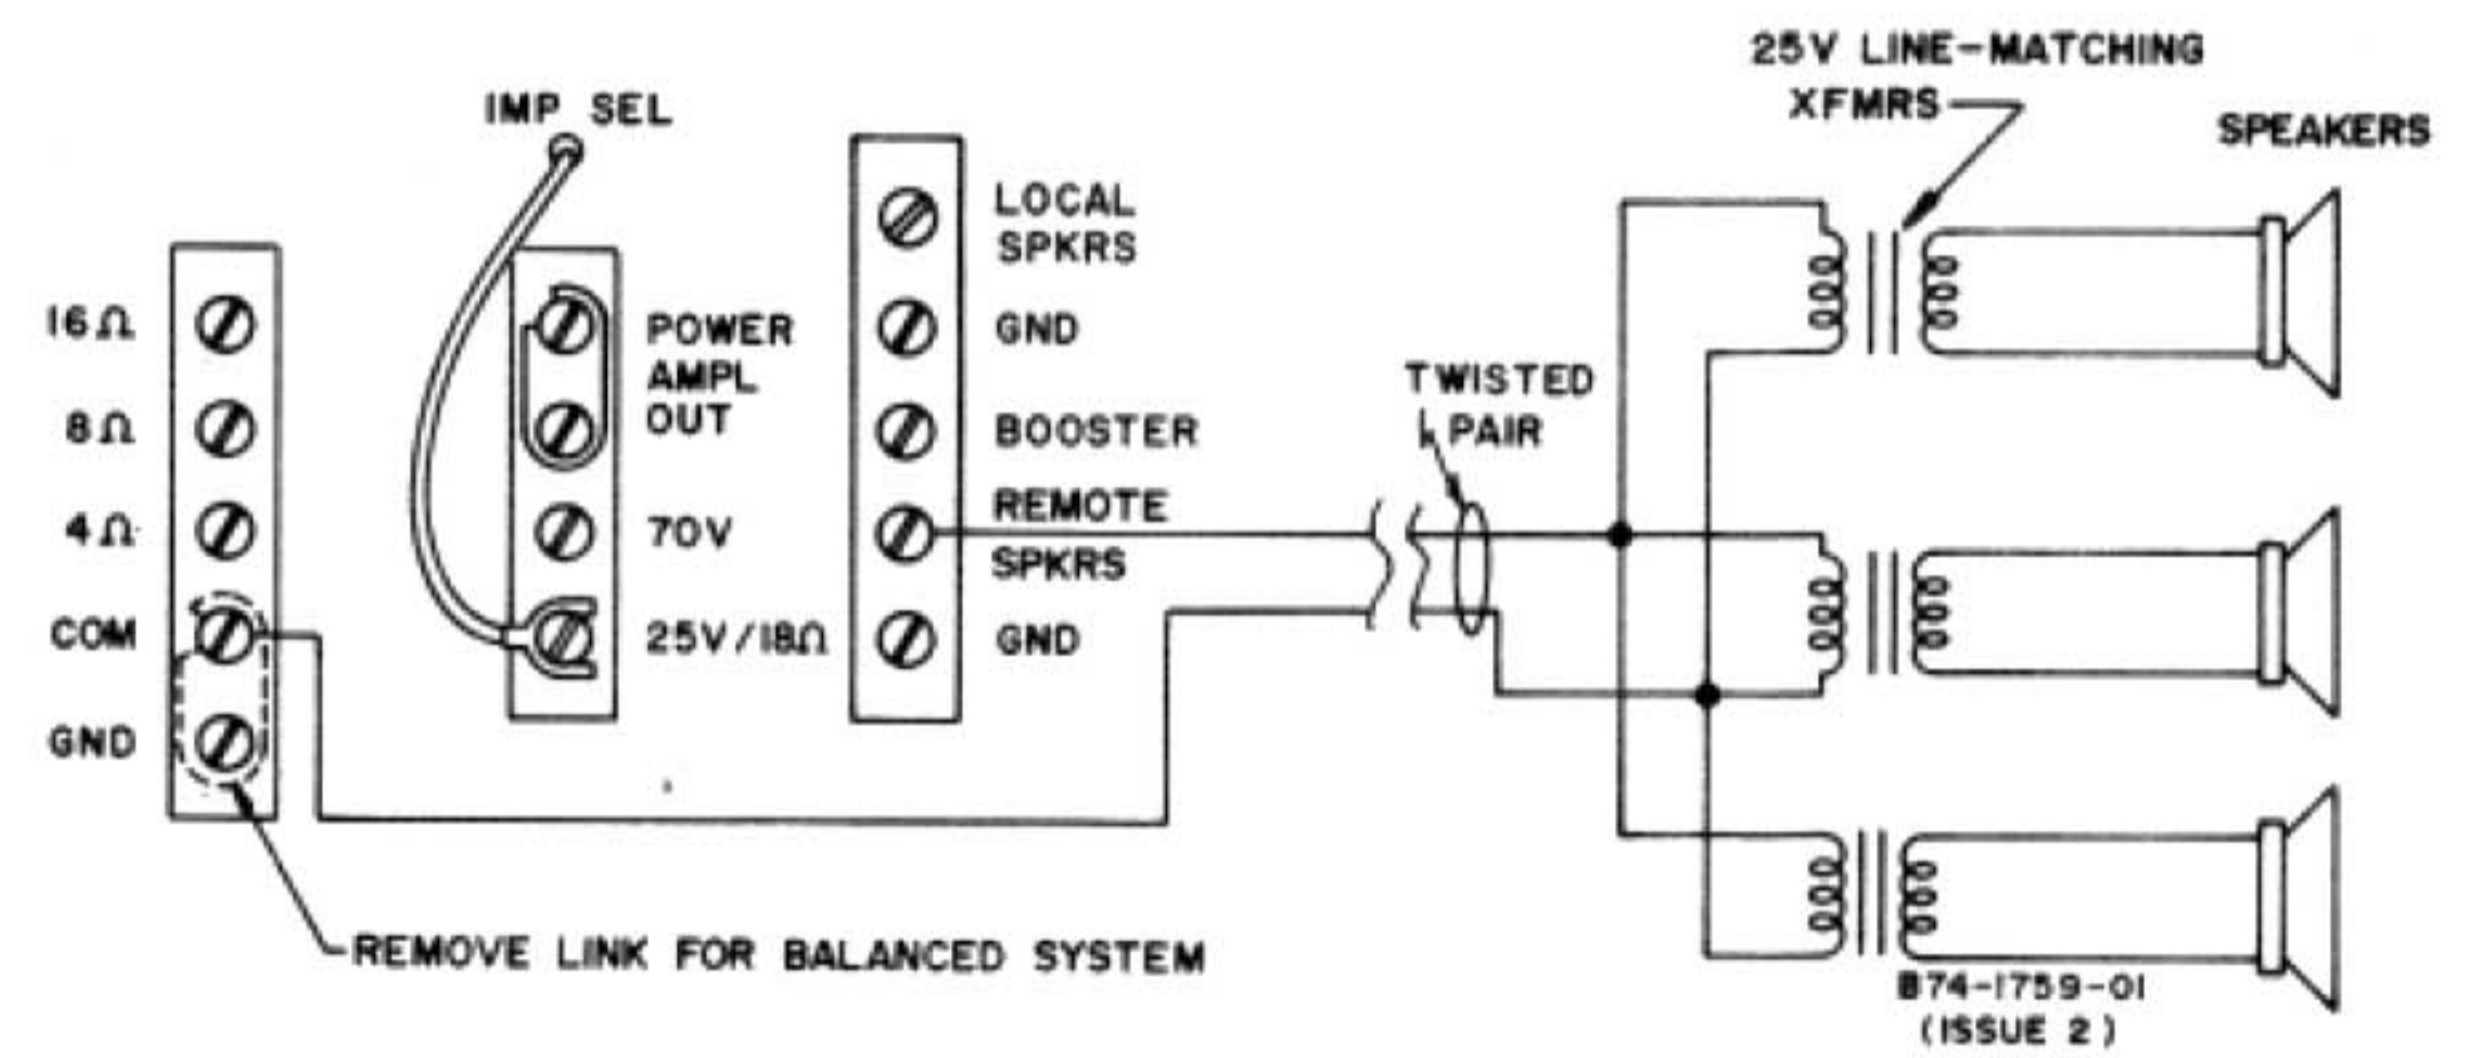 25V LINE-MATCHING
XFMRS
SPEAKERS
IMP SEL
LOCAL
SPKRS
16Ω
POWER
AMPL
OUT
GND
8Ω
BOOSTER
TWISTED
PAIR
4Ω
70V
REMOTE
SPKRS
COM
25V/18Ω
GND
GND
REMOVE LINK FOR BALANCED SYSTEM
B74-1759-01
(ISSUE 2)